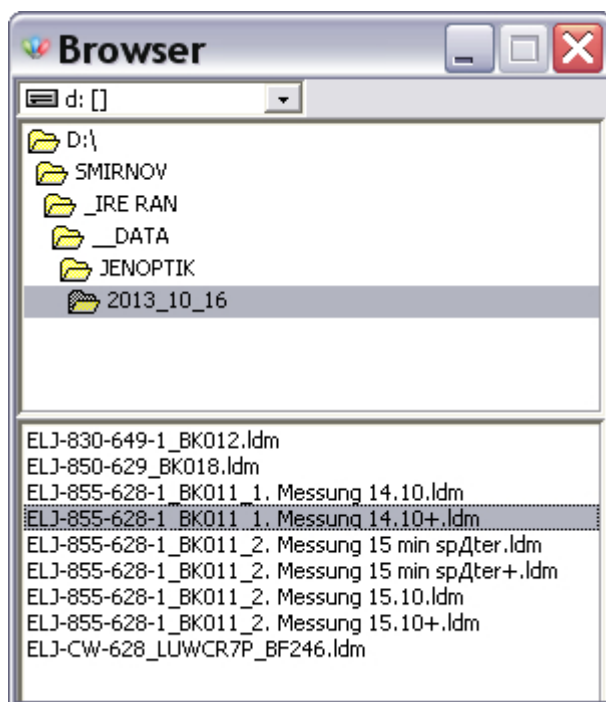 Browser
d: []
D:\
SMIRNOV
_IRE RAN
__DATA
JENOPTIK
2013_10_16
ELJ-830-649-1_BK012.ldm
ELJ-850-629_BK018.ldm
ELJ-855-628-1_BK011_1. Messung 14.10.ldm
ELJ-855-628-1_BK011_1. Messung 14.10+.ldm
ELJ-855-628-1_BK011_2. Messung 15 min spДter.ldm
ELJ-855-628-1_BK011_2. Messung 15 min spДter+.ldm
ELJ-855-628-1_BK011_2. Messung 15.10.ldm
ELJ-855-628-1_BK011_2. Messung 15.10+.ldm
ELJ-CW-628_LUWCR7P_BF246.ldm